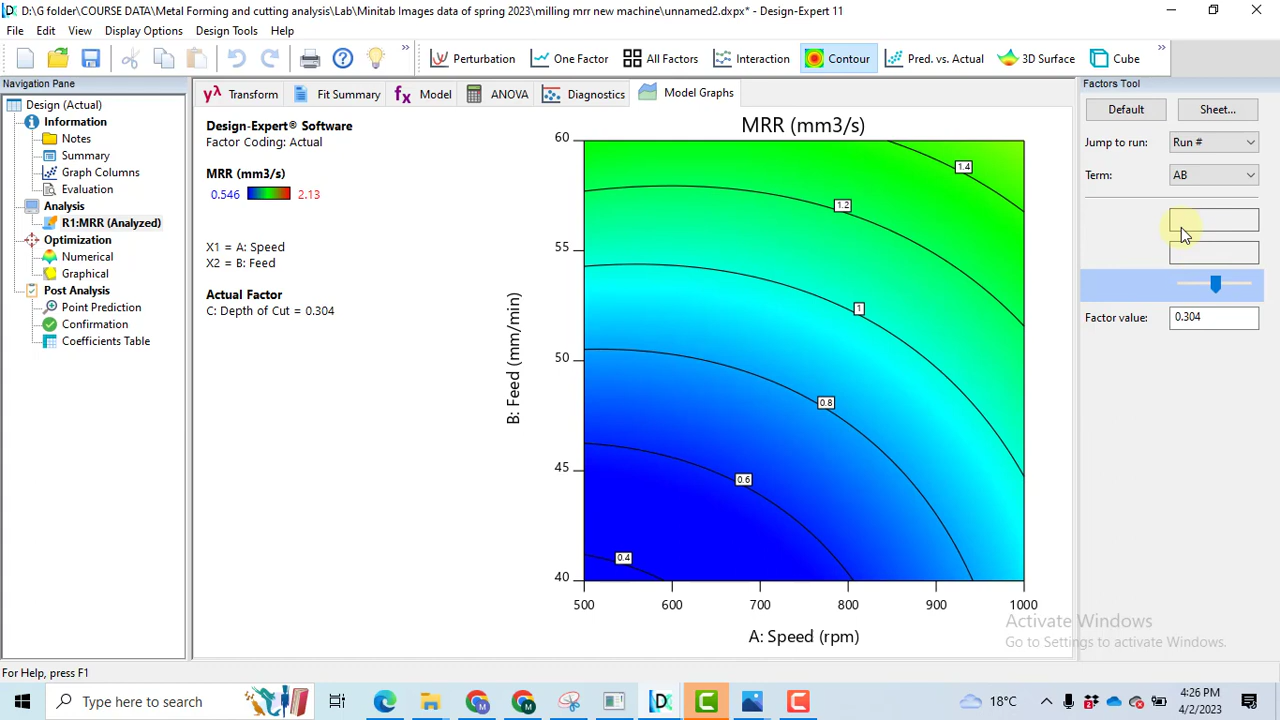 D:\G folder\COURSE DATA\Metal Forming and cutting analysis\Lab\Minitab Images data of spring 2023\milling mrr new machine\unnamed2.dxpx* - Design-Expert 11
File Edit View Display Options Design Tools Help
Perturbation One Factor All Factors Interaction Contour Pred. vs. Actual 3D Surface Cube
Navigation Pane
Design (Actual)
Information
Notes
Summary
Graph Columns
Evaluation
Analysis
R1:MRR (Analyzed)
Optimization
Numerical
Graphical
Post Analysis
Point Prediction
Confirmation
Coefficients Table
Transform Fit Summary Model ANOVA Diagnostics Model Graphs
Design-Expert® Software
Factor Coding: Actual
MRR (mm3/s)
0.546 2.13
X1 = A: Speed
X2 = B: Feed
Actual Factor
C: Depth of Cut = 0.304
MRR (mm3/s)
60
55
50
45
40
B: Feed (mm/min)
1.4
1.2
1
0.8
0.6
0.4
500 600 700 800 900 1000
A: Speed (rpm)
Factors Tool
Default Sheet...
Jump to run: Run #
Term: AB
Factor value: 0.304
Activate Windows
Go to Settings to activate Windows.
For Help, press F1
Type here to search
18°C
4:26 PM
4/2/2023